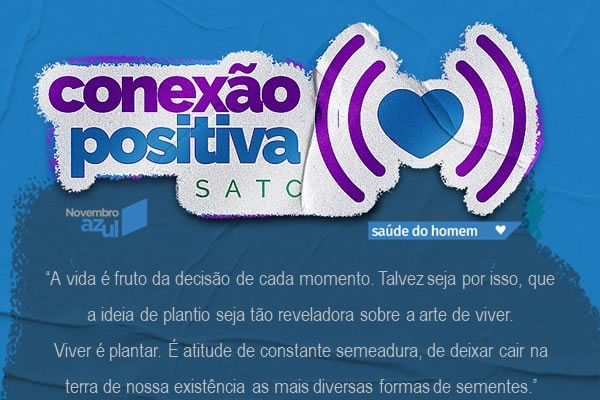 conexão
positiva
SATC
Novembro
azul
saúde do homem
“A vida é fruto da decisão de cada momento. Talvez seja por isso, que
a ideia de plantio seja tão reveladora sobre a arte de viver.
Viver é plantar. É atitude de constante semeadura, de deixar cair na
terra de nossa existência as mais diversas formas de sementes.”